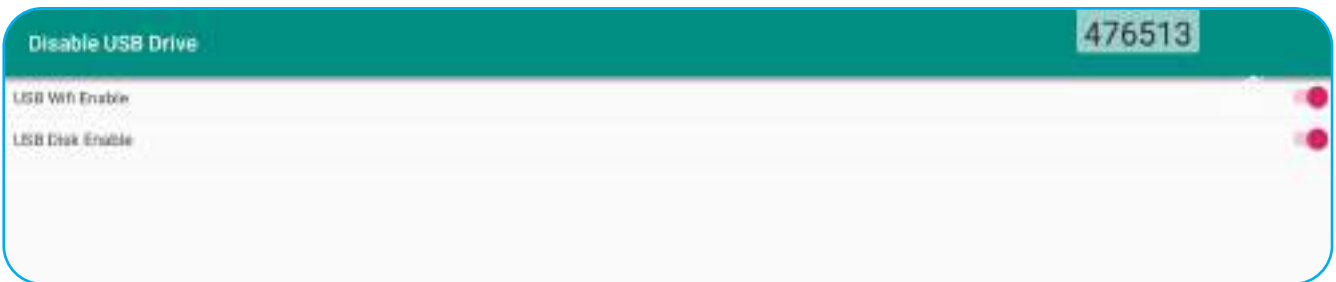 Disable USB Drive
476513
USB Wifi Enable
USB Disk Enable